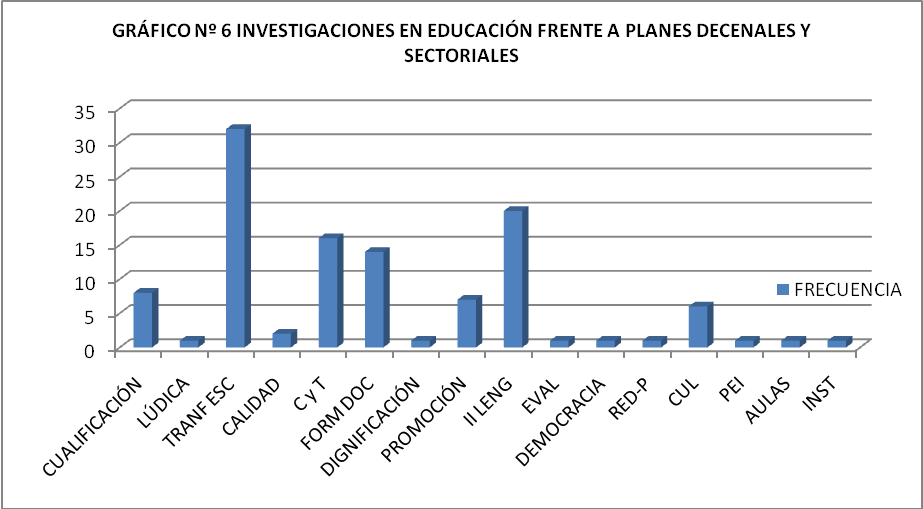 GRÁFICO Nº 6 INVESTIGACIONES EN EDUCACIÓN FRENTE A PLANES DECENALES Y
SECTORIALES
35
30
25
20
15
10
5
0
FRECUENCIA
CUALIFICACIÓN
LÚDICA
TRANF ESC
CALIDAD
C y T
FORM DOC
DIGNIFICACIÓN
PROMOCIÓN
II LENG
EVAL
DEMOCRACIA
RED-P
CUL
PEI
AULAS
INST